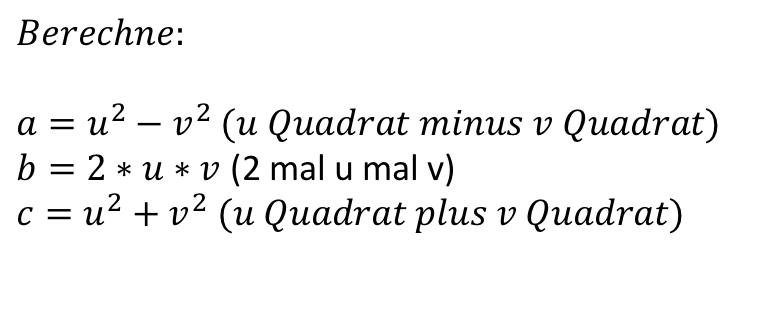 Berechne:
a = u² − v² (u Quadrat minus v Quadrat)
b = 2 * u * v (2 mal u mal v)
c = u² + v² (u Quadrat plus v Quadrat)